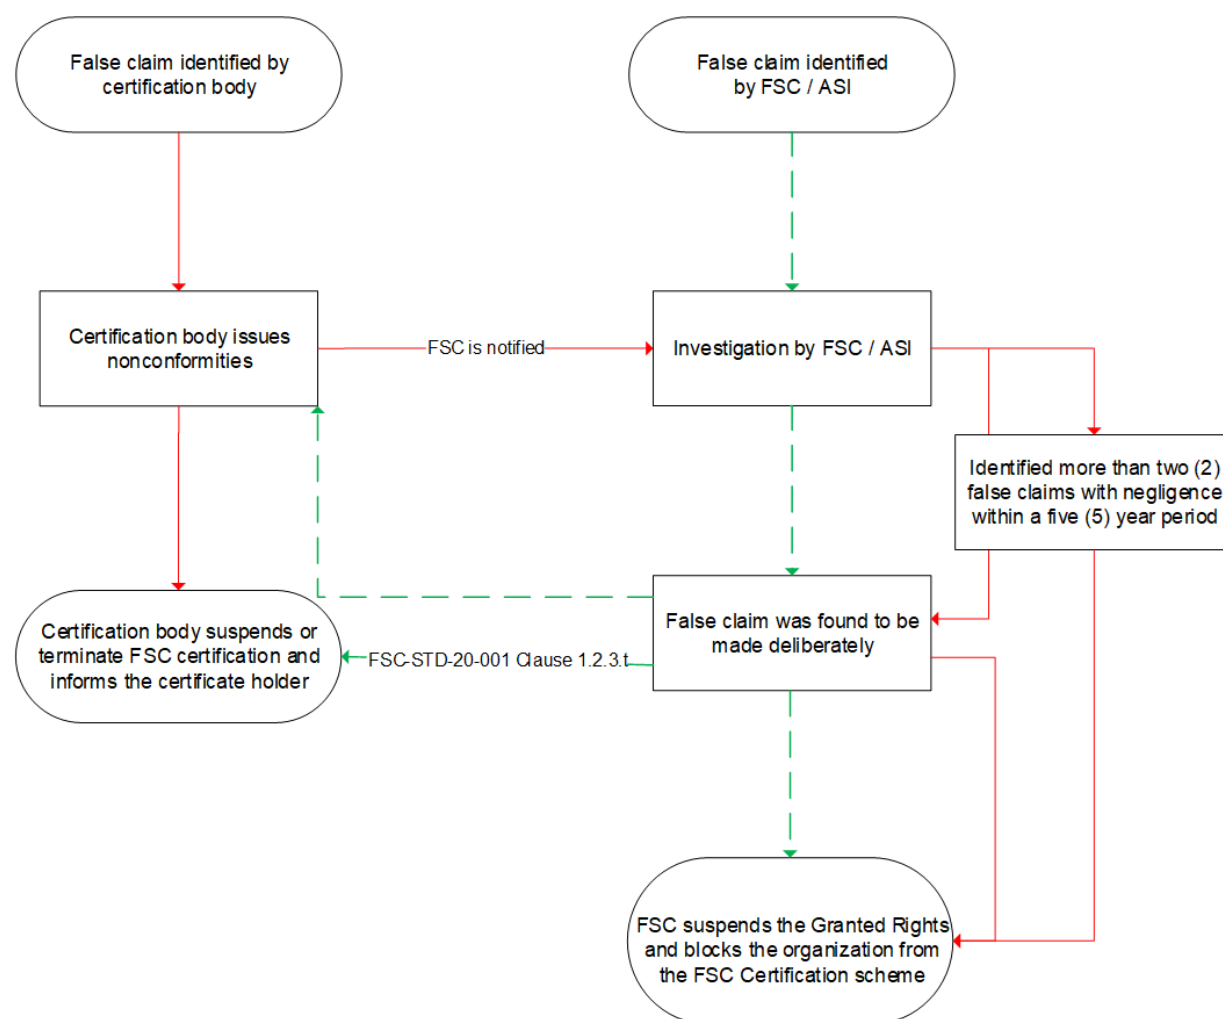 False claim identified by
certification body
False claim identified
by FSC / ASI
Certification body issues
nonconformities
FSC is notified
Investigation by FSC / ASI
Identified more than two (2)
false claims with negligence
within a five (5) year period
Certification body suspends or
terminate FSC certification and
informs the certificate holder
FSC-STD-20-001 Clause 1.2.3.t
False claim was found to be
made deliberately
FSC suspends the Granted Rights
and blocks the organization from
the FSC Certification scheme